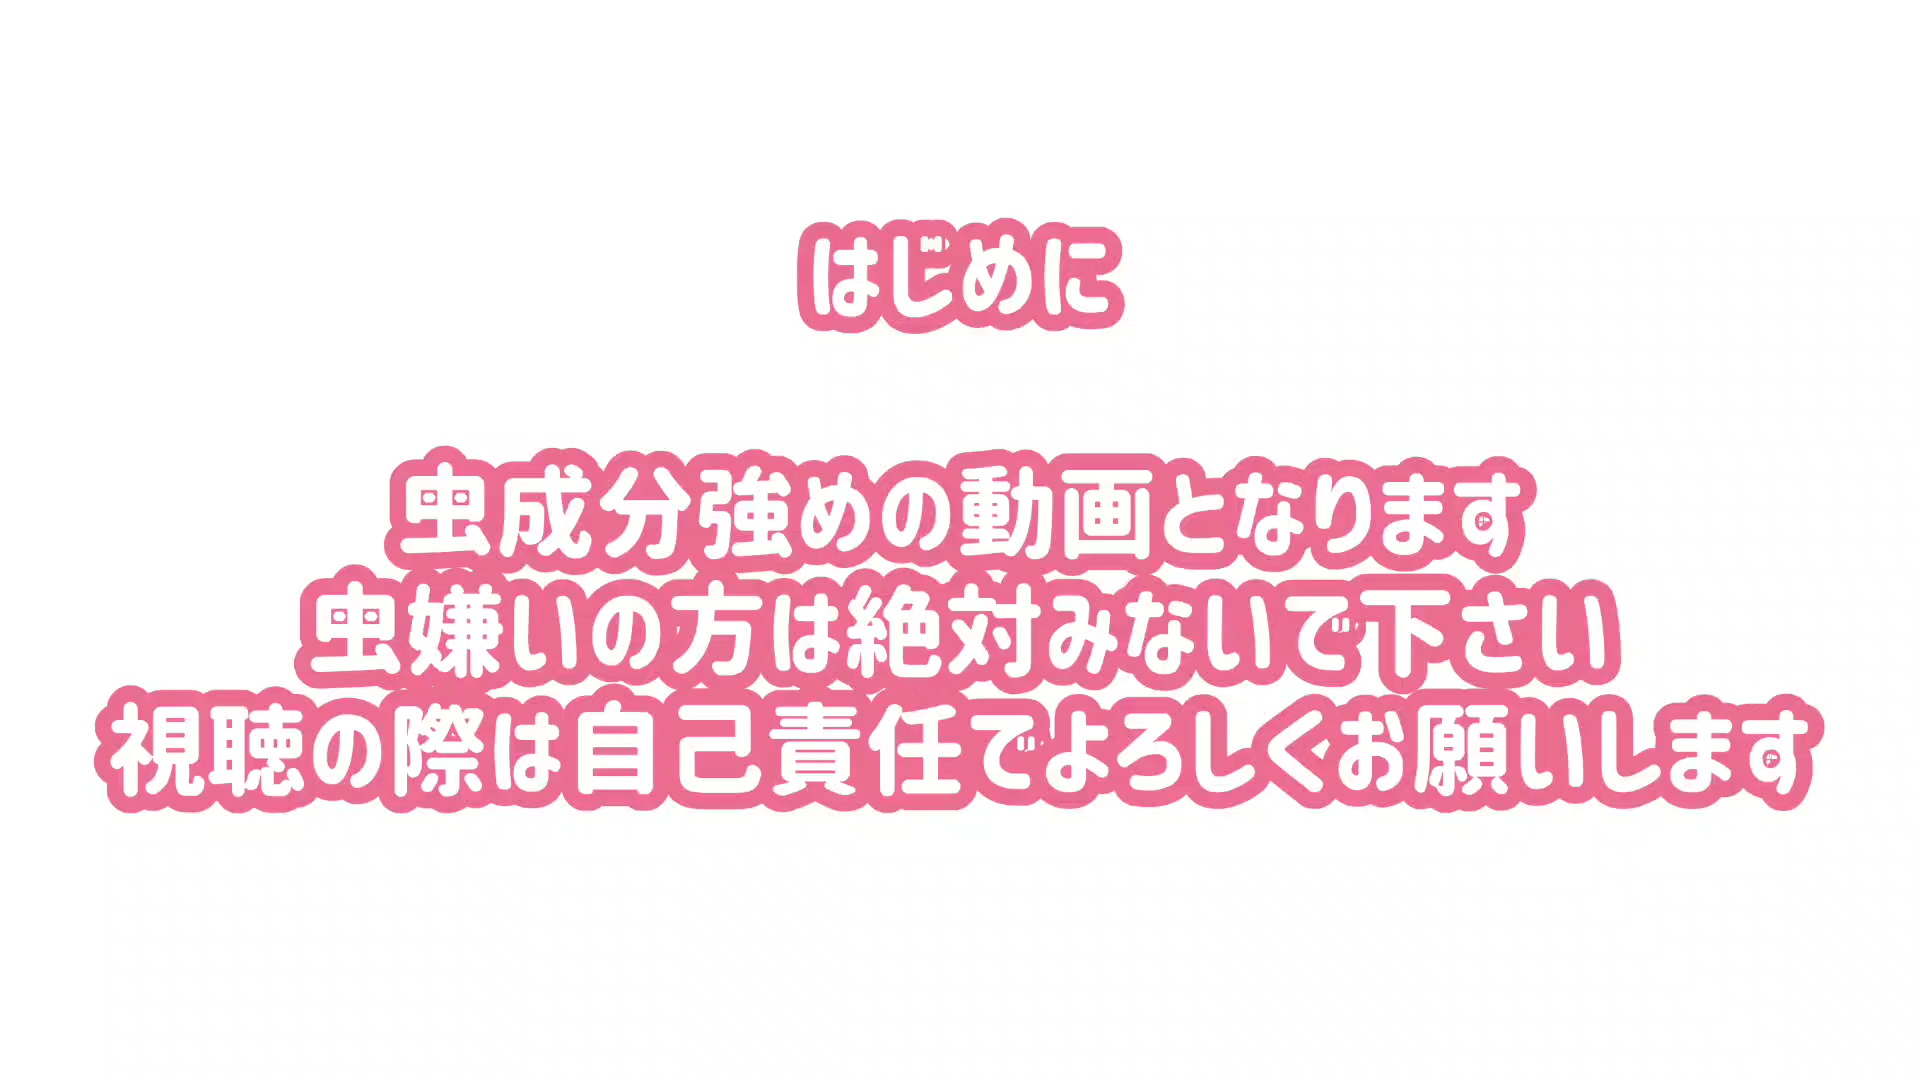 はじめに
虫成分強めの動画となります
虫嫌いの方は絶対みないで下さい
視聴の際は自己責任でよろしくお願いします